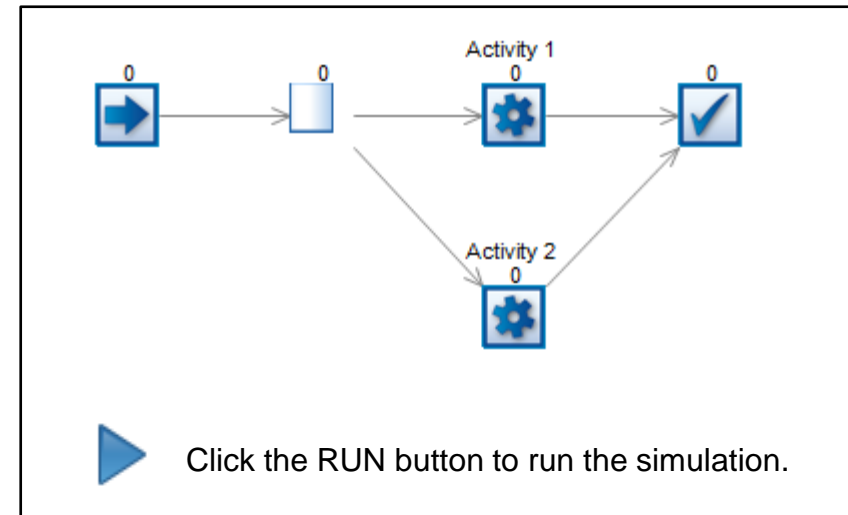 Activity 1
0 0 0 0
Activity 2
0
Click the RUN button to run the simulation.